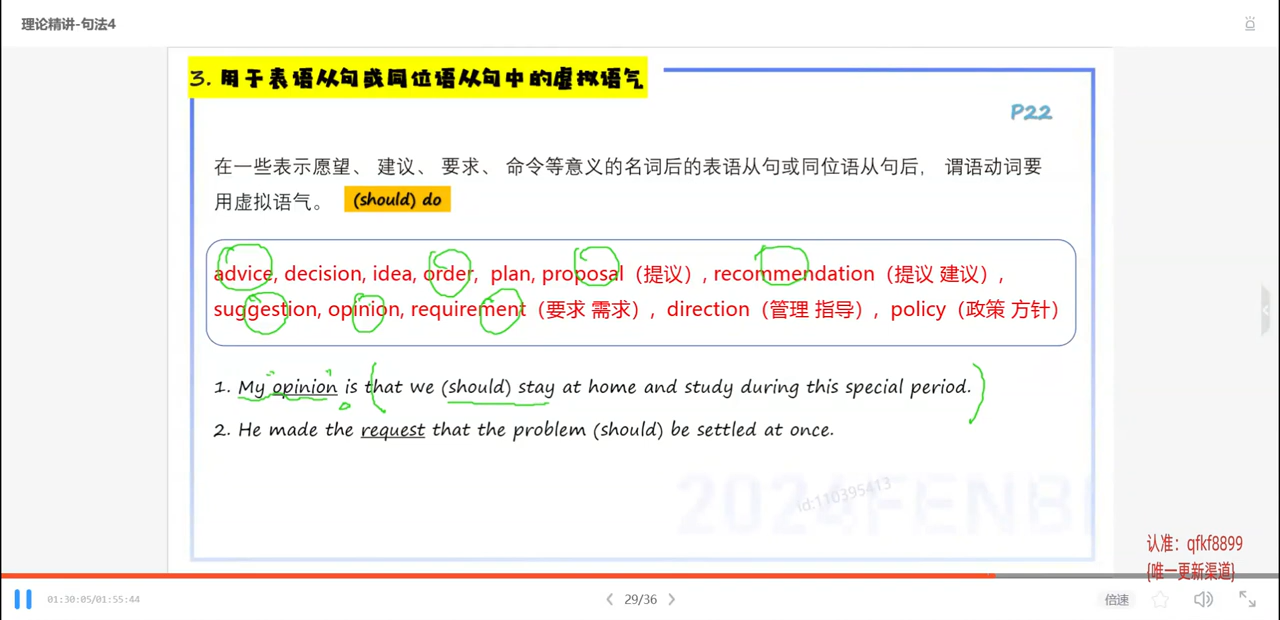 理论精讲-句法4
3. 用于表语从句或同位语从句中的虚拟语气
P22
在一些表示愿望、 建议、 要求、 命令等意义的名词后的表语从句或同位语从句后， 谓语动词要
用虚拟语气。 (should) do
advice, decision, idea, order, plan, proposal（提议）, recommendation（提议 建议）,
suggestion, opinion, requirement（要求 需求）, direction（管理 指导）, policy（政策 方针）
1. My opinion is that we (should) stay at home and study during this special period.
2. He made the request that the problem (should) be settled at once.
2024FENB
id:110395413
认准：qfkf8899
{唯一更新渠道}
01:30:05/01:55:44
29/36
倍速